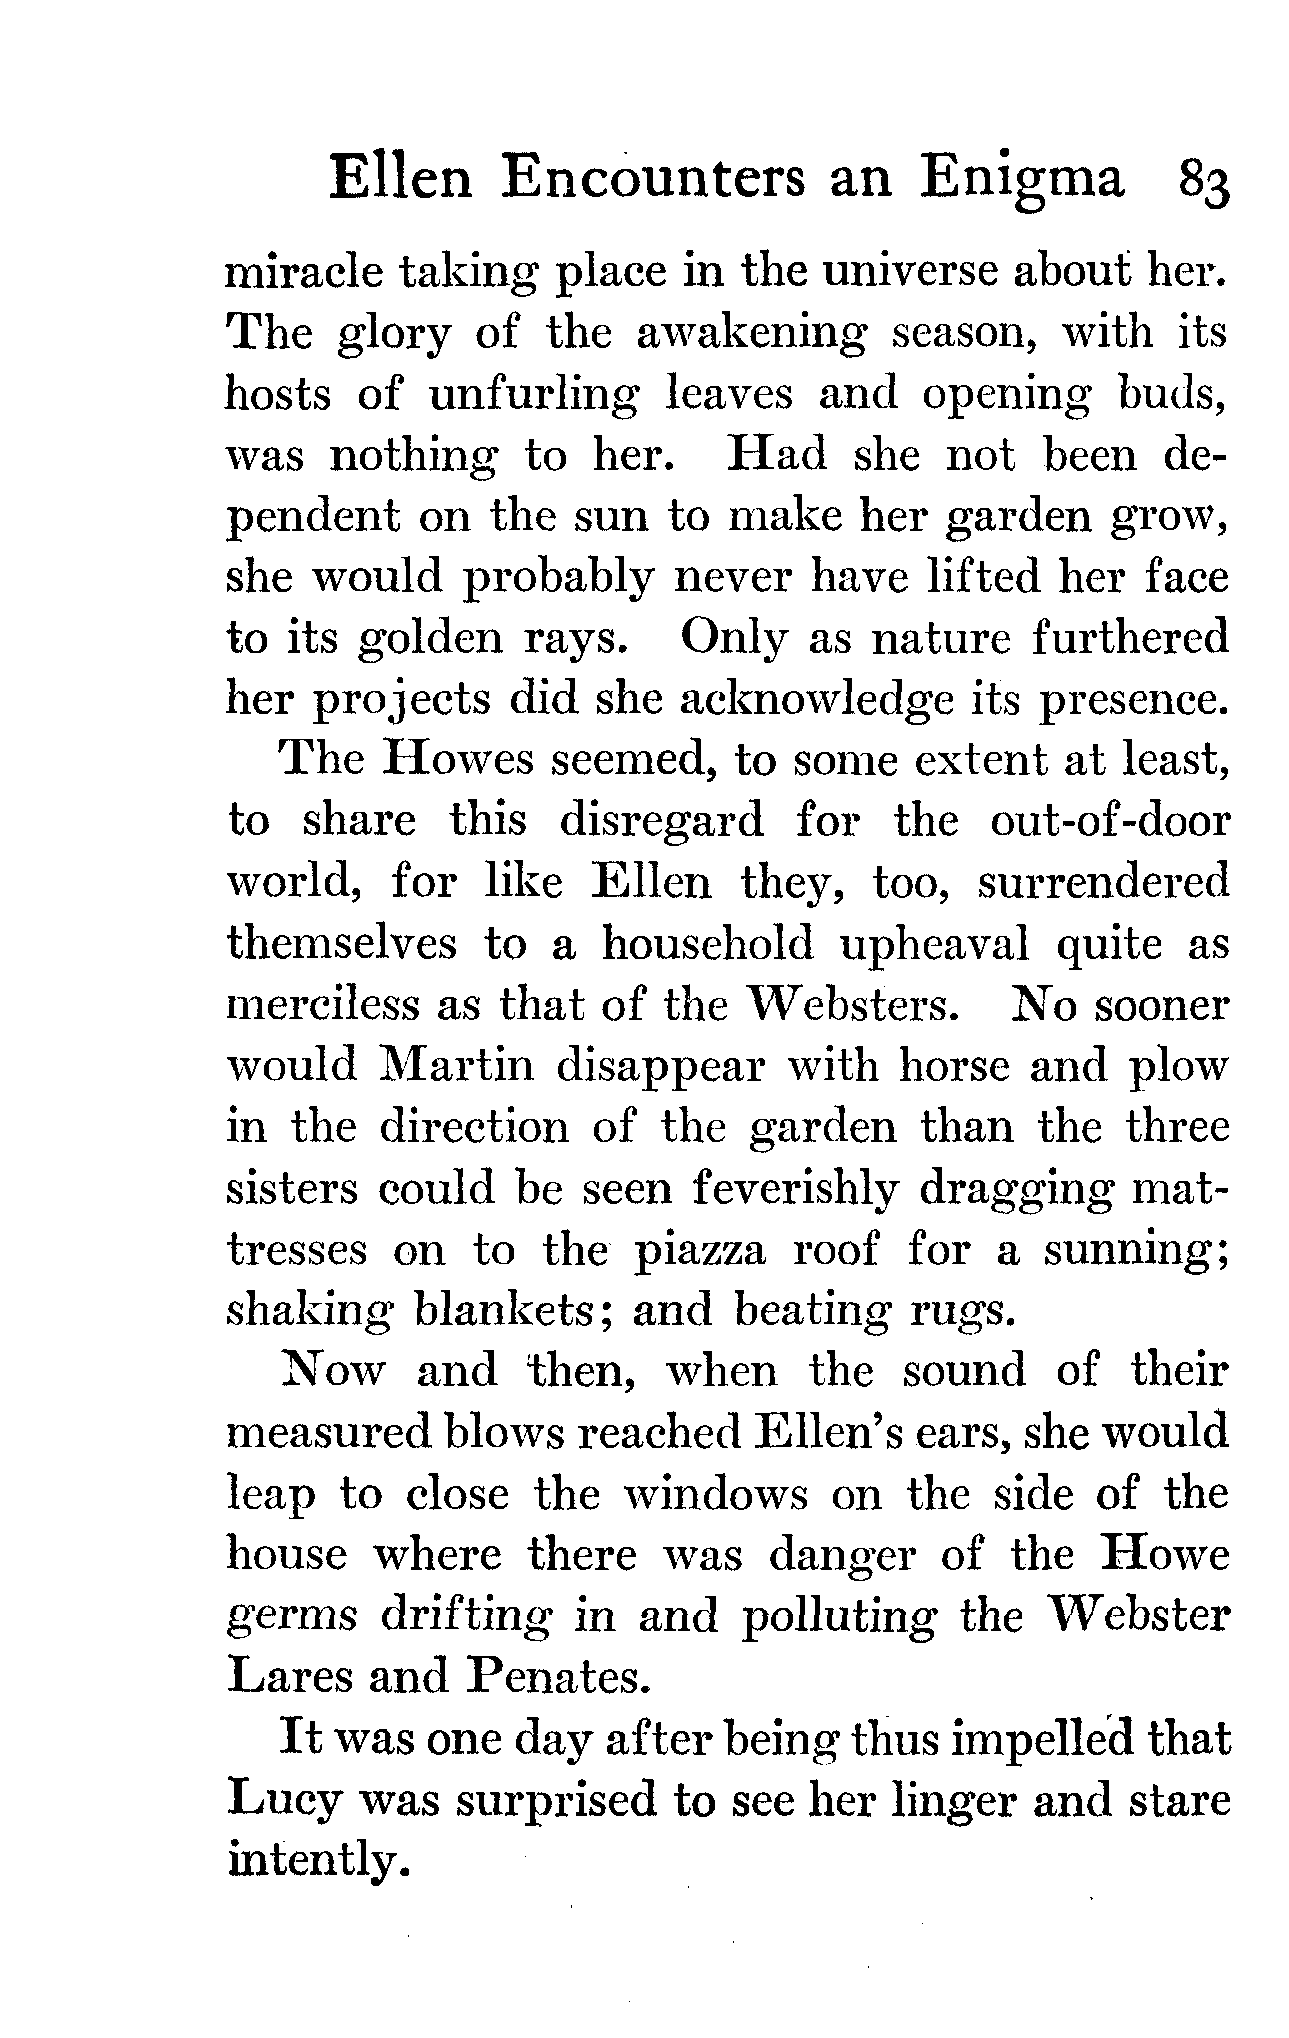 Ellen Encounters an Enigma 83
miracle taking place in the universe about her.
The glory of the awakening season, with its
hosts of unfurling leaves and opening buds,
was nothing to her. Had she not been de-
pendent on the sun to make her garden grow,
she would probably never have lifted her face
to its golden rays. Only as nature furthered
her projects did she acknowledge its presence.
The Howes seemed, to some extent at least,
to share this disregard for the out-of-door
world, for like Ellen they, too, surrendered
themselves to a household upheaval quite as
merciless as that of the Websters. No sooner
would Martin disappear with horse and plow
in the direction of the garden than the three
sisters could be seen feverishly dragging mat-
tresses on to the piazza roof for a sunning;
shaking blankets; and beating rugs.
Now and then, when the sound of their
measured blows reached Ellen's ears, she would
leap to close the windows on the side of the
house where there was danger of the Howe
germs drifting in and polluting the Webster
Lares and Penates.
It was one day after being thus impelled that
Lucy was surprised to see her linger and stare
intently.